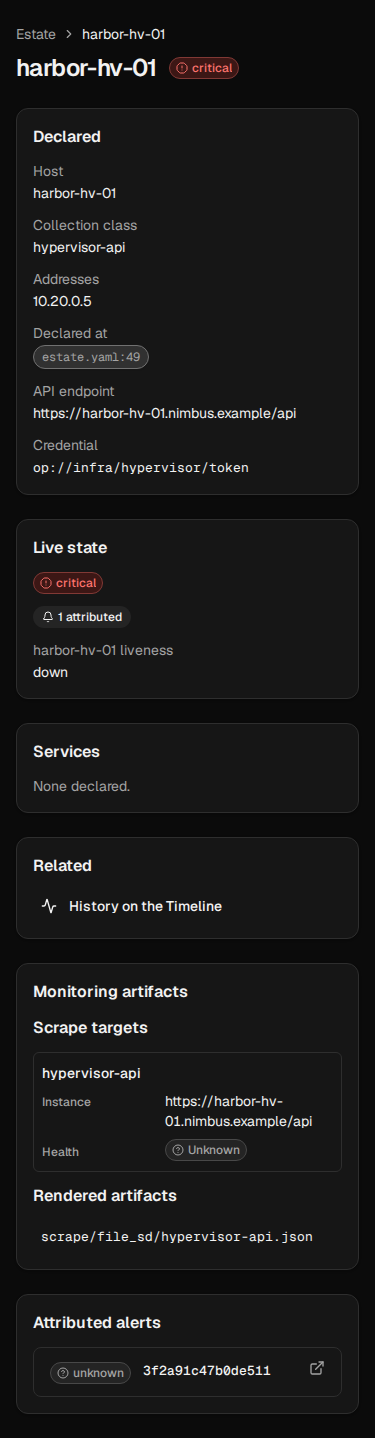 Estate > harbor-hv-01
harbor-hv-01 critical
Declared
Host
harbor-hv-01
Collection class
hypervisor-api
Addresses
10.20.0.5
Declared at
estate.yaml:49
API endpoint
https://harbor-hv-01.nimbus.example/api
Credential
op://infra/hypervisor/token
Live state
critical
1 attributed
harbor-hv-01 liveness
down
Services
None declared.
Related
History on the Timeline
Monitoring artifacts
Scrape targets
hypervisor-api
Instance https://harbor-hv-
01.nimbus.example/api
Health Unknown
Rendered artifacts
scrape/file_sd/hypervisor-api.json
Attributed alerts
unknown 3f2a91c47b0de511